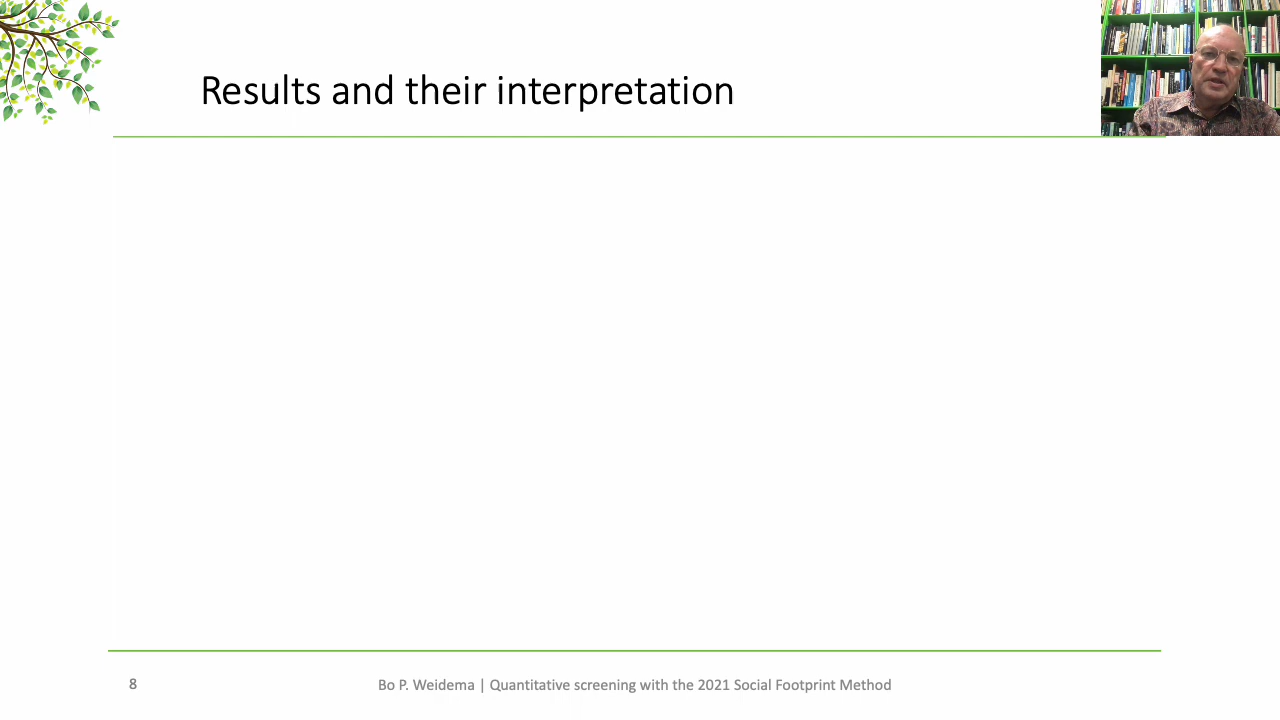 Results and their interpretation
8
Bo P. Weidema | Quantitative screening with the 2021 Social Footprint Method